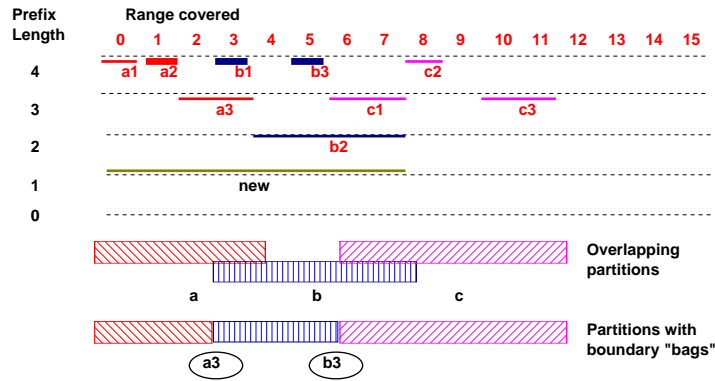 Prefix Length
Range covered
0 1 2 3 4 5 6 7 8 9 10 11 12 13 14 15
4
a1 a2 b1 b3 c2
3
a3 c1 c3
2
b2
1
new
0
Overlapping
partitions
a b c
Partitions with
boundary "bags"
a3 b3